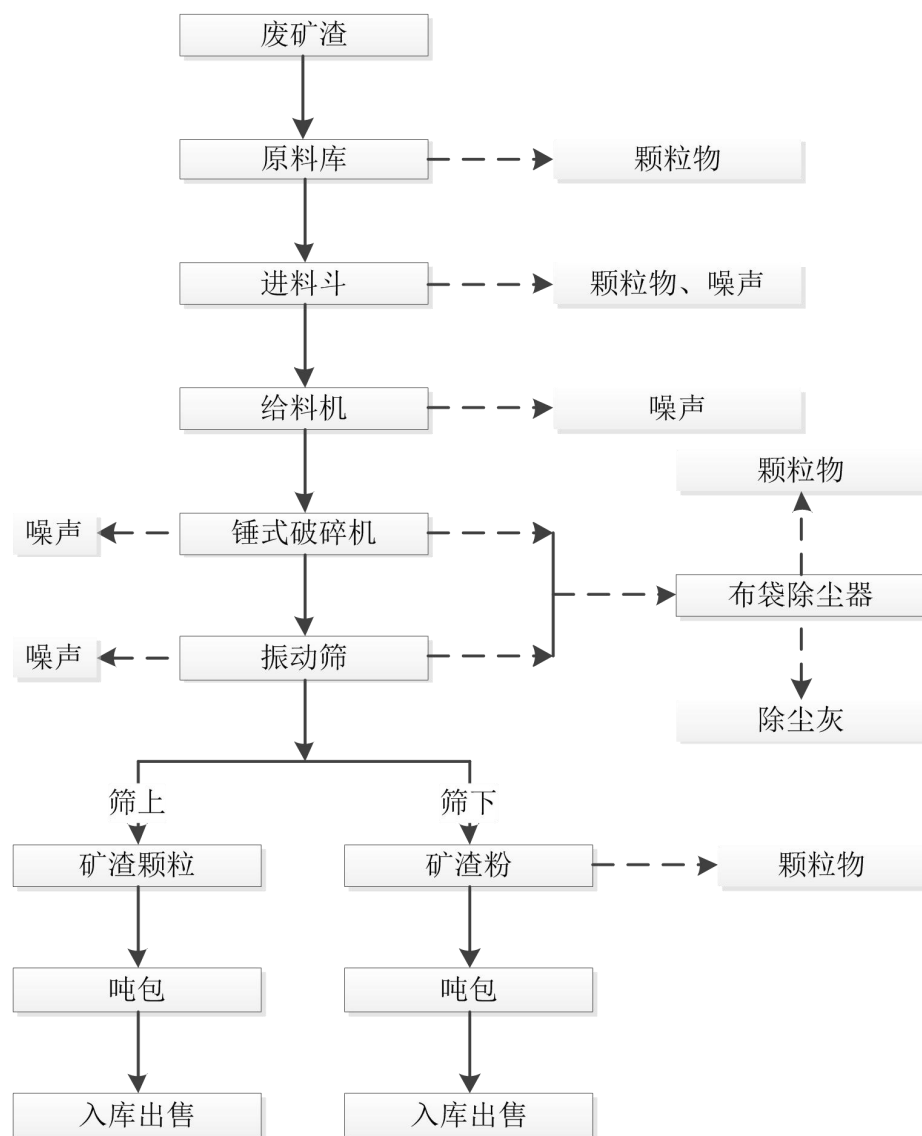 废矿渣
原料库
颗粒物
进料斗
颗粒物、噪声
给料机
噪声
颗粒物
噪声
锤式破碎机
布袋除尘器
噪声
振动筛
除尘灰
筛上
筛下
矿渣颗粒
矿渣粉
颗粒物
吨包
吨包
入库出售
入库出售